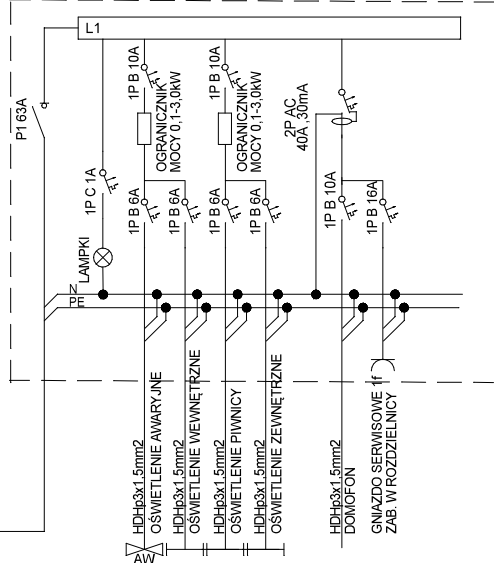 L1
P1 63A
1P C 1A
LAMPKI
1P B 10A
OGRANICZNIK
MOCY 0,1-3,0kW
1P B 6A
1P B 6A
1P B 10A
OGRANICZNIK
MOCY 0,1-3,0kW
1P B 6A
1P B 6A
2P AC
40A ,30mA
1P B 10A
1P B 16A
N
PE
HDHp3x1,5mm2
OŚWIETLENIE AWARYJNE
HDHp3x1,5mm2
OŚWIETLENIE WEWNĘTRZNE
HDHp3x1,5mm2
OŚWIETLENIE PIWNICY
HDHp3x1,5mm2
OŚWIETLENIE ZEWNĘTRZNE
HDHp3x1,5mm2
DOMOFON
GNIAZDO SERWISOWE 1f
ZAB. W ROZDZIELNICY
AW